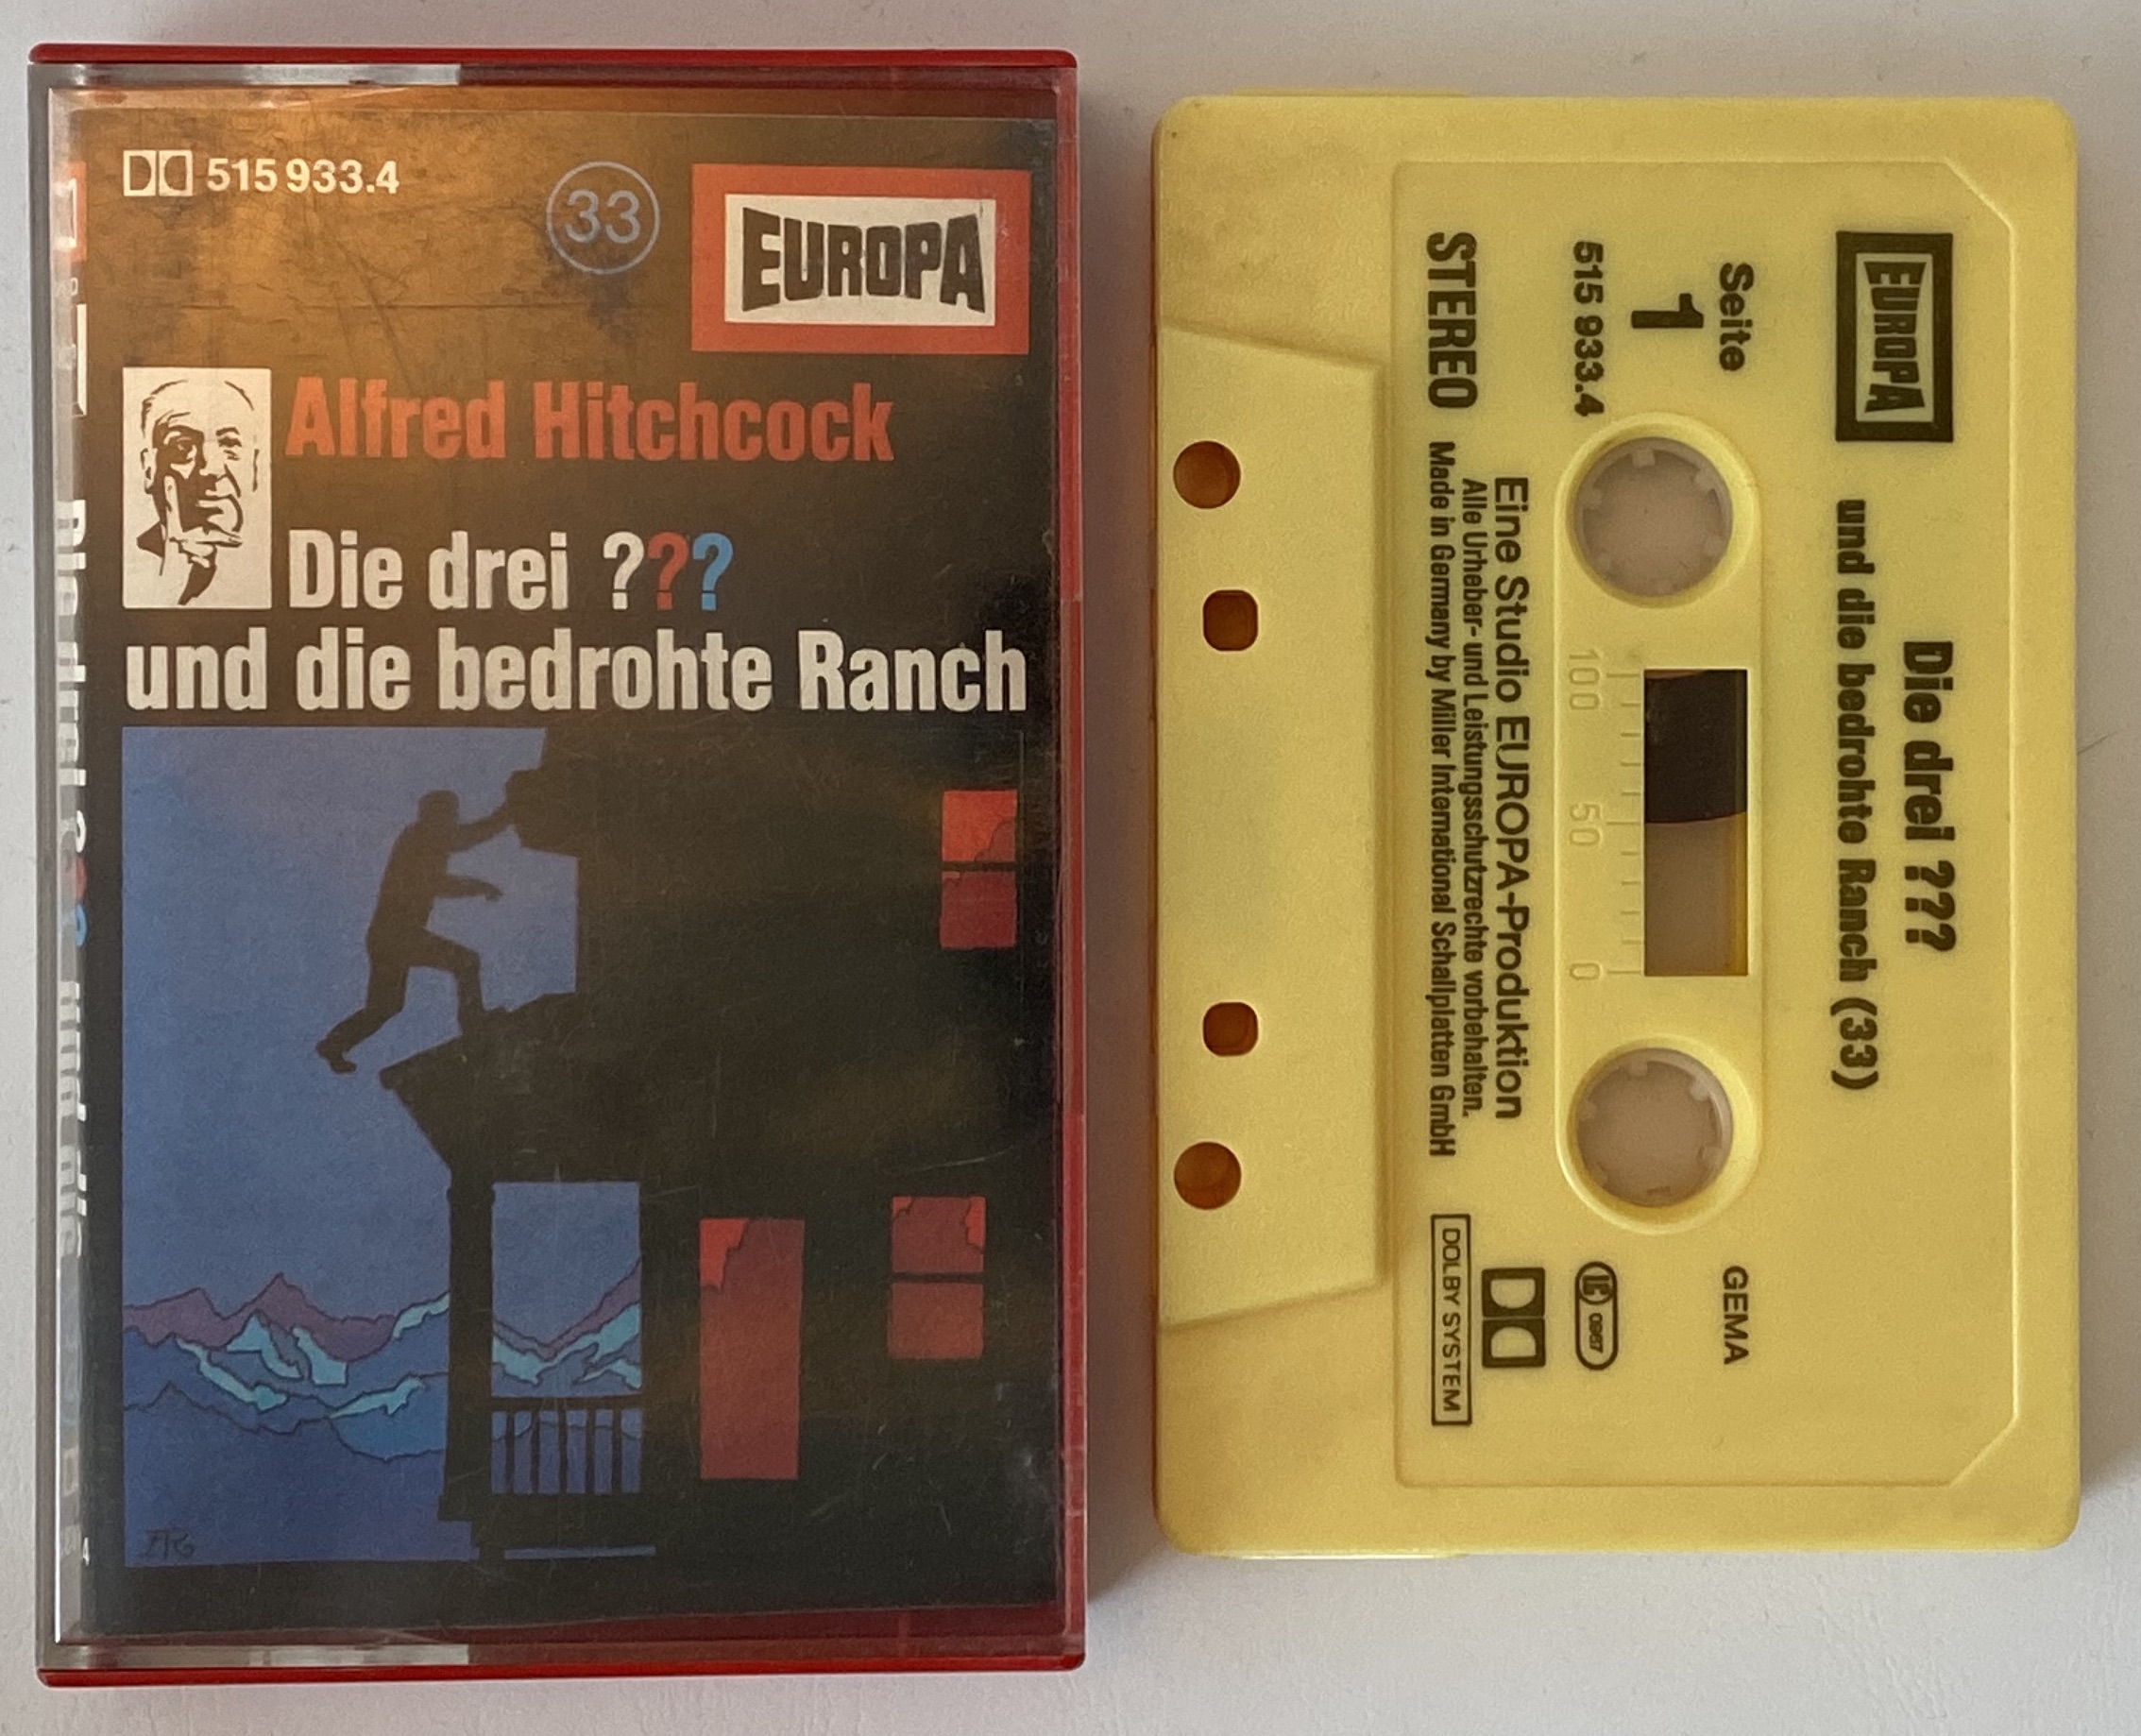 515 933.4
33
EUROPA
Alfred Hitchcock
Die drei ???
und die bedrohte Ranch
EUROPA
Die drei ???
und die bedrohte Ranch (33)
Seite
1
515 933.4
GEMA
LC 0967
100 50 0
Eine Studio EUROPA-Produktion
Alle Urheber- und Leistungsschutzrechte vorbehalten.
Made in Germany by Miller International Schallplatten GmbH
STEREO
DOLBY SYSTEM